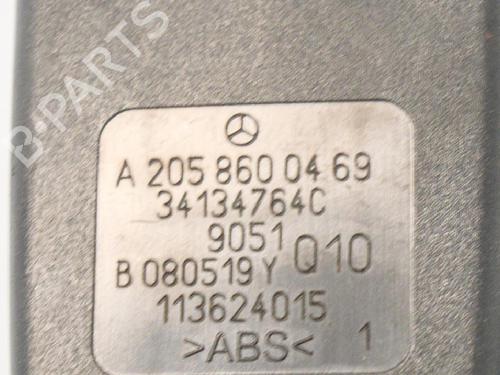 A 205 860 04 69
34134764C
9051 Q10
B 080519 Y
113624015
>ABS< 1
B-PARTS